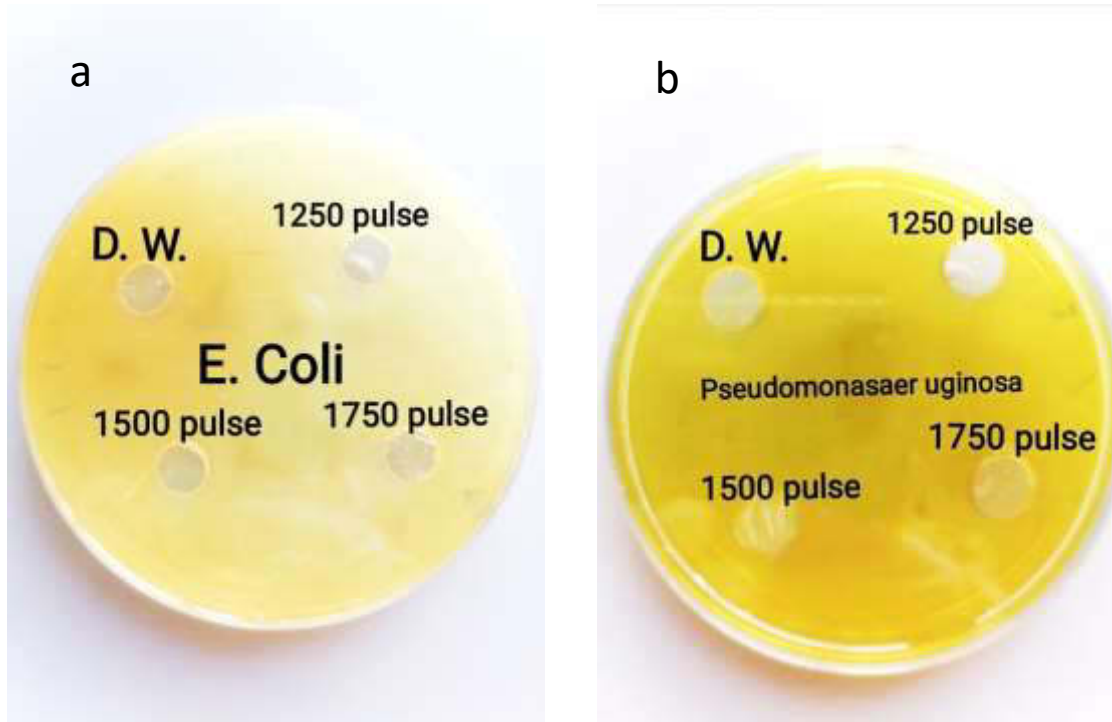 a
D. W.
1250 pulse
E. Coli
1500 pulse
1750 pulse
b
D. W.
1250 pulse
Pseudomonasaer uginosa
1750 pulse
1500 pulse